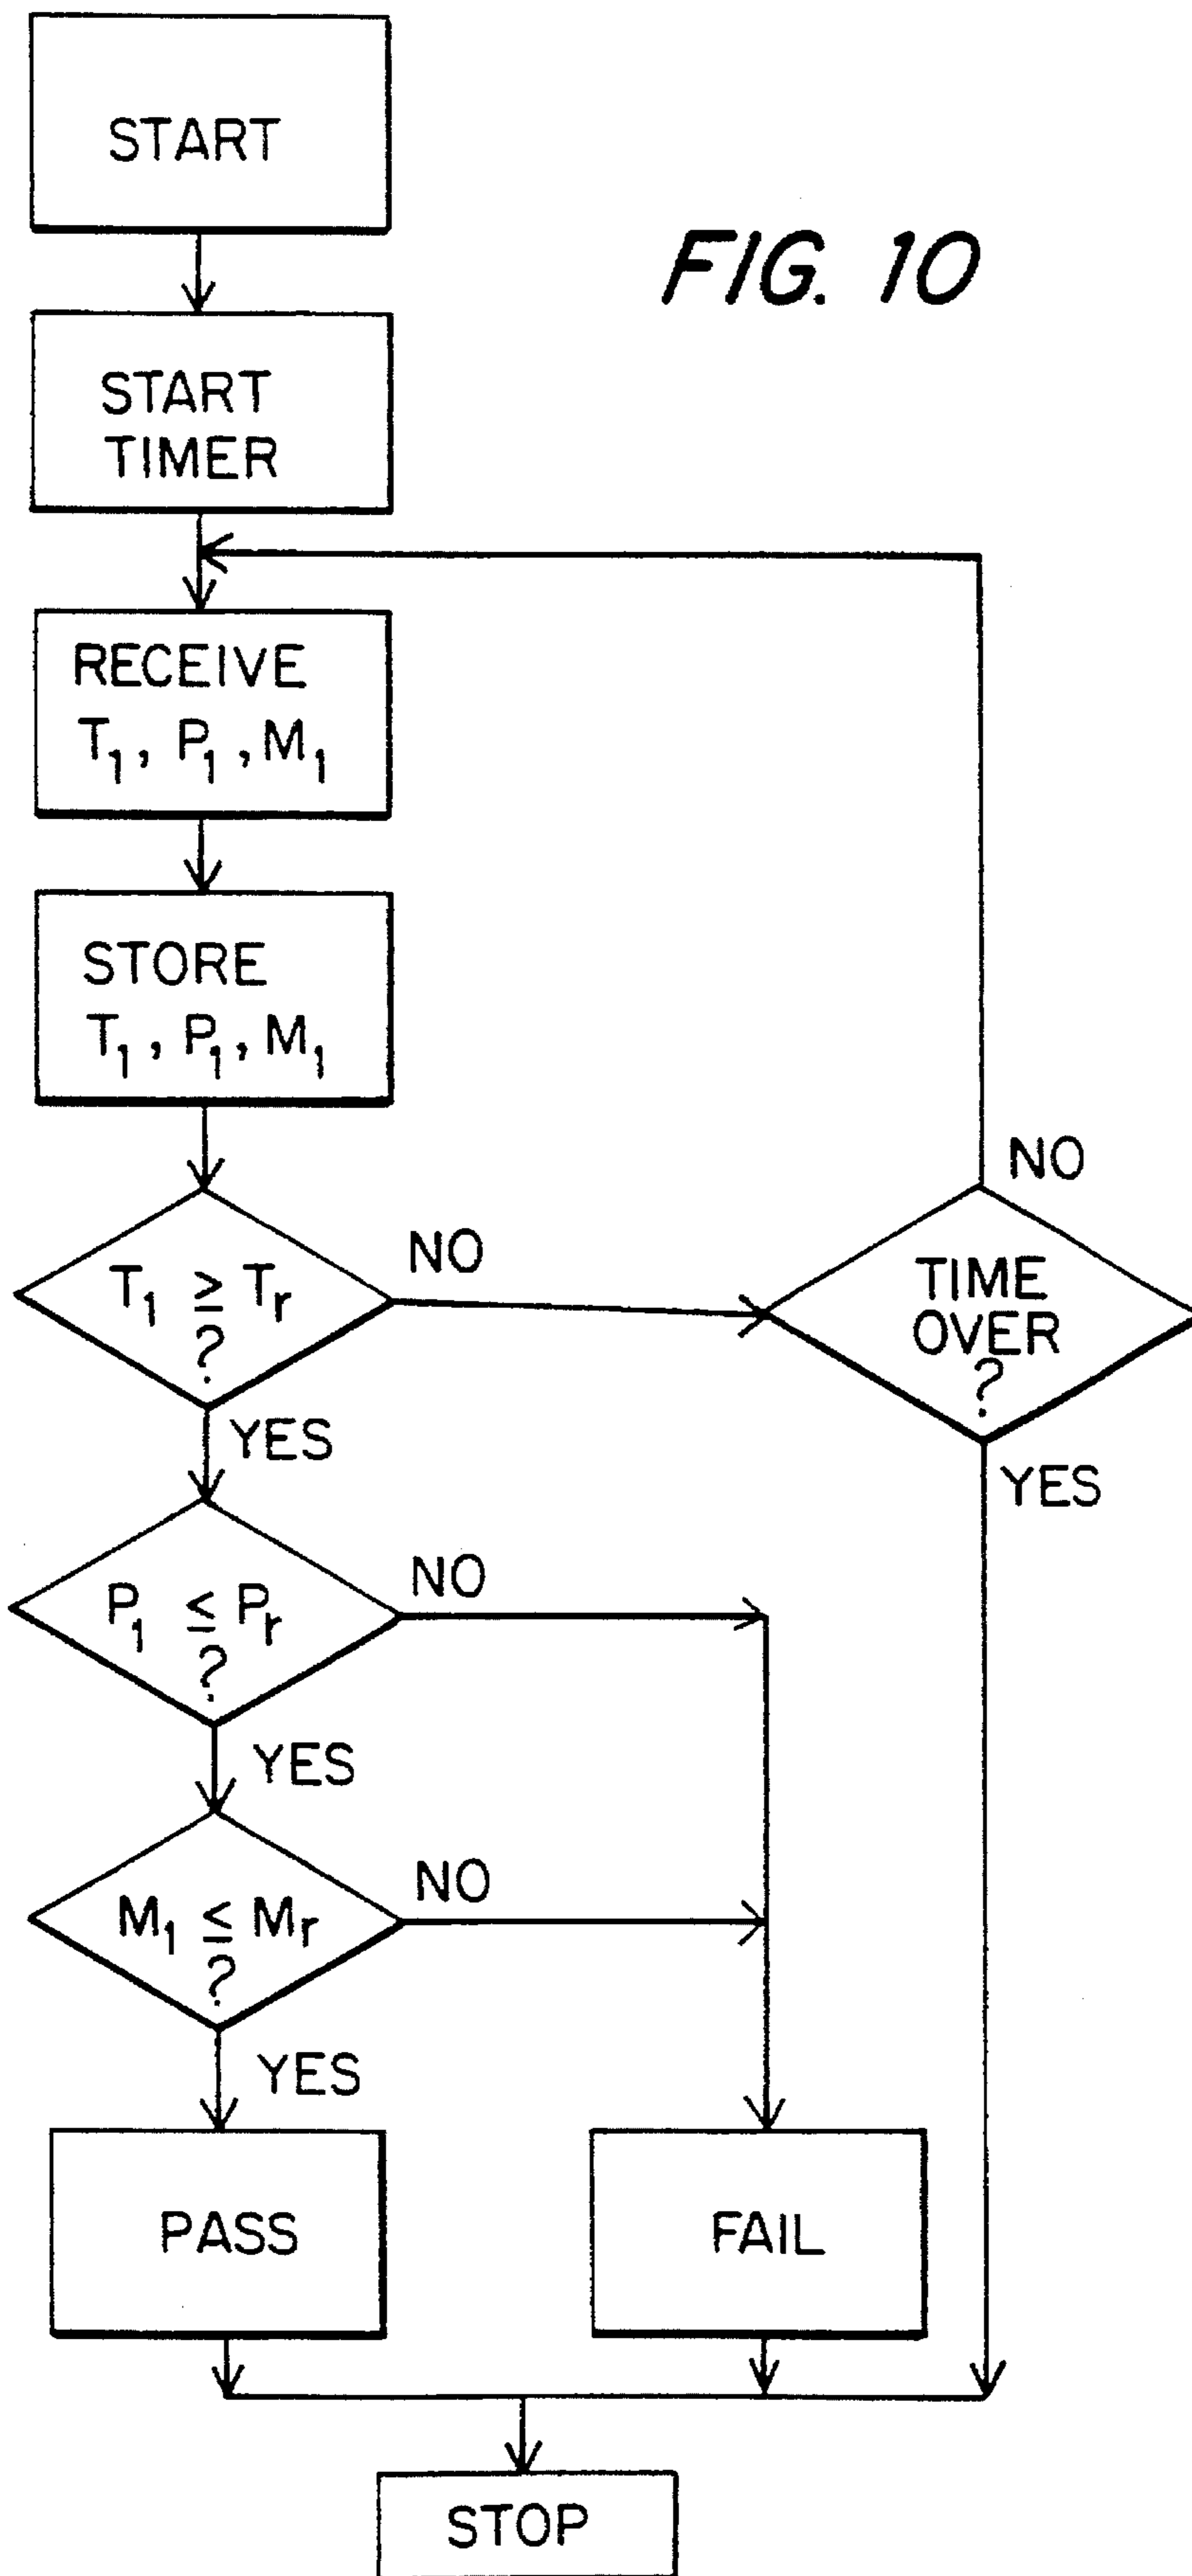 START
FIG. 10
START
TIMER
RECEIVE
T₁, P₁, M₁
STORE
T₁, P₁, M₁
NO
T₁ ≥ Tr
?
NO
TIME
OVER
?
YES
YES
P₁ ≤ Pr
?
NO
YES
M₁ ≤ Mr
?
NO
YES
PASS
FAIL
STOP